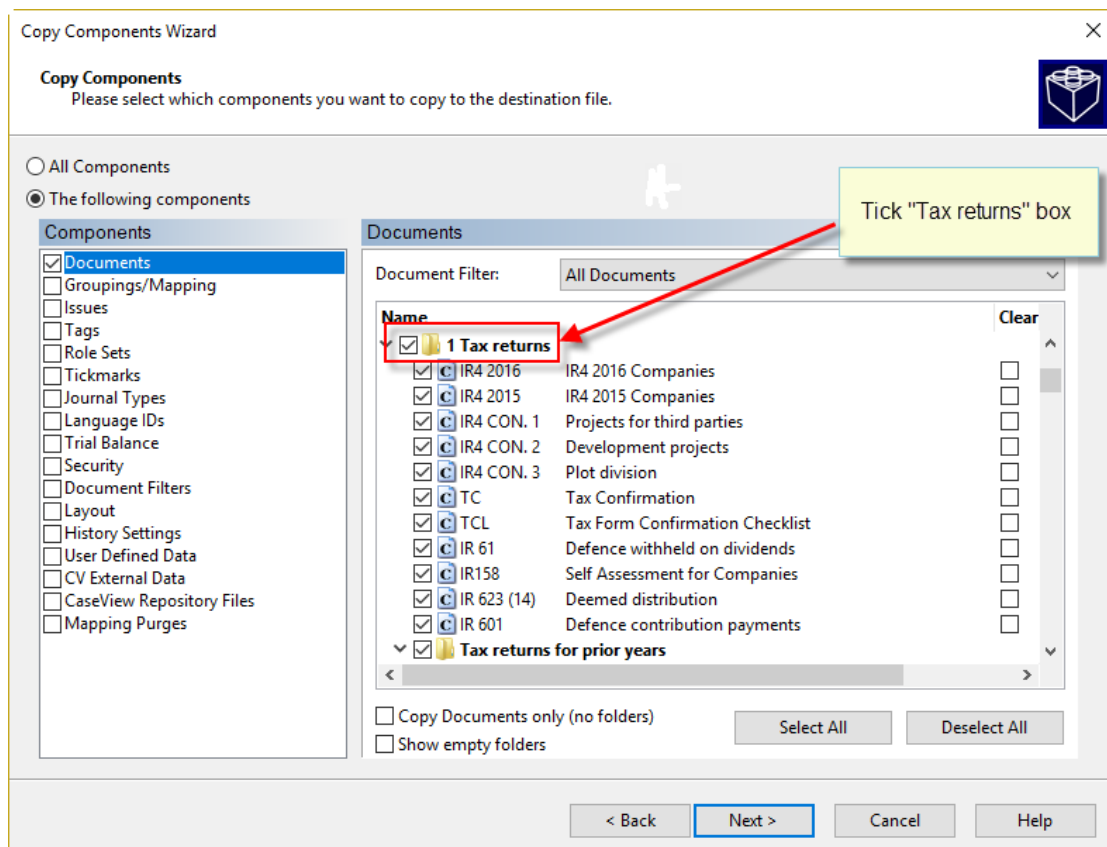 Copy Components Wizard
Copy Components
Please select which components you want to copy to the destination file.
All Components
The following components
Tick "Tax returns" box
Components
Documents
Groupings/Mapping
Issues
Tags
Role Sets
Tickmarks
Journal Types
Language IDs
Trial Balance
Security
Document Filters
Layout
History Settings
User Defined Data
CV External Data
CaseView Repository Files
Mapping Purges
Documents
Document Filter: All Documents
Name Clear
1 Tax returns
IR4 2016 IR4 2016 Companies
IR4 2015 IR4 2015 Companies
IR4 CON. 1 Projects for third parties
IR4 CON. 2 Development projects
IR4 CON. 3 Plot division
TC Tax Confirmation
TCL Tax Form Confirmation Checklist
IR 61 Defence withheld on dividends
IR158 Self Assessment for Companies
IR 623 (14) Deemed distribution
IR 601 Defence contribution payments
Tax returns for prior years
Copy Documents only (no folders)
Show empty folders
Select All Deselect All
< Back Next > Cancel Help